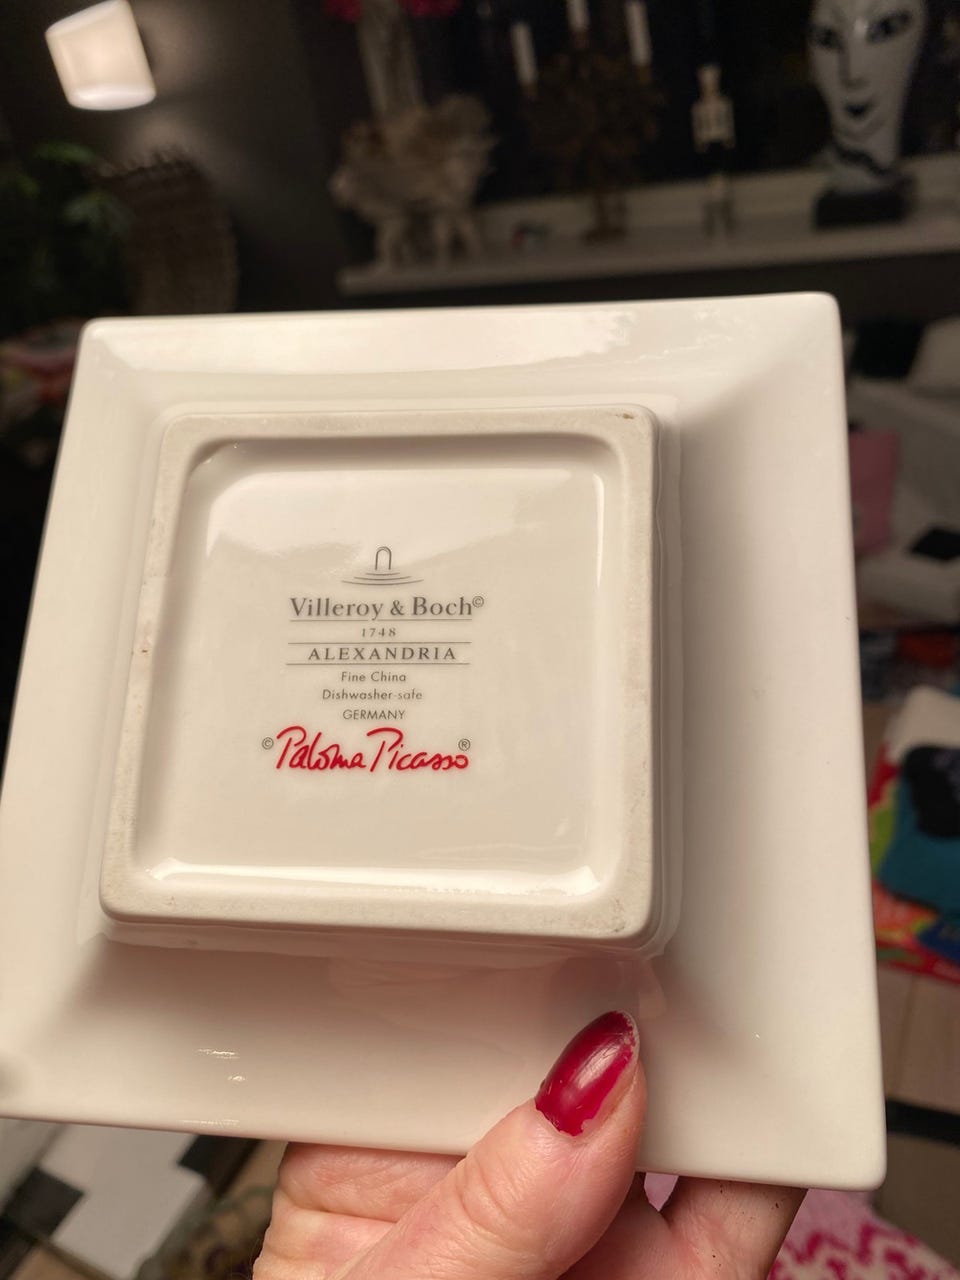 Villeroy & Boch©
1748
ALEXANDRIA
Fine China
Dishwasher-safe
GERMANY
©Paloma Picasso®